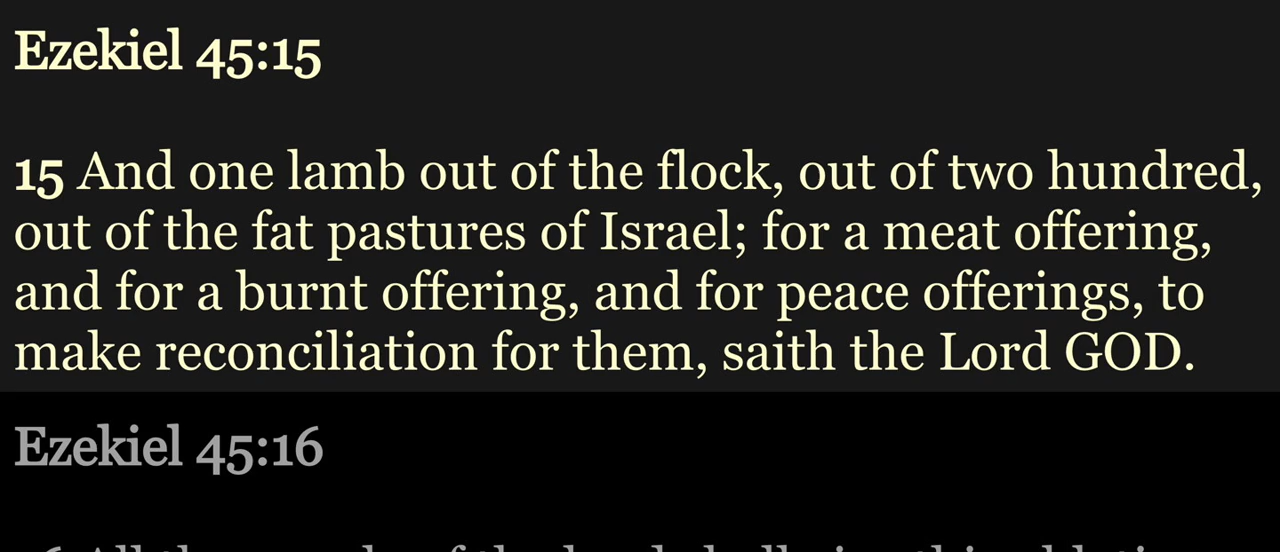 Ezekiel 45:15
15 And one lamb out of the flock, out of two hundred,
out of the fat pastures of Israel; for a meat offering,
and for a burnt offering, and for peace offerings, to
make reconciliation for them, saith the Lord GOD.
Ezekiel 45:16